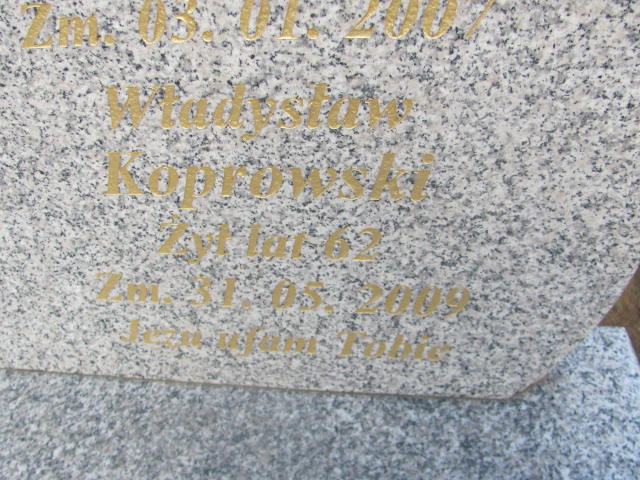 Zm. 03. 01. 2007
Władysław
Koprowski
Żył lat 62
Zm. 31. 05. 2009
Jezu ufam Tobie